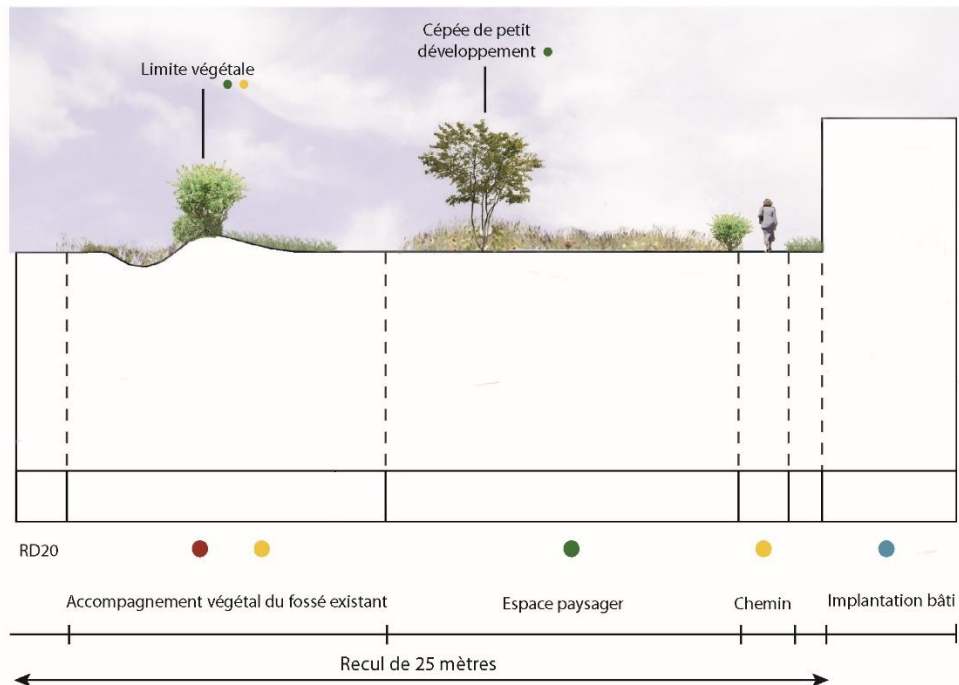 Cépée de petit
développement
Limite végétale
RD20
Accompagnement végétal du fossé existant
Espace paysager
Chemin
Implantation bâti
Recul de 25 mètres